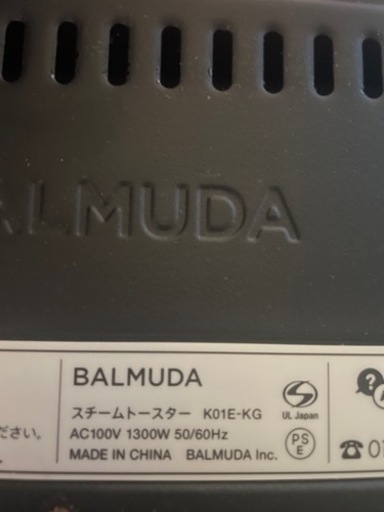 BALMUDA
BALMUDA
スチームトースター K01E-KG
AC100V 1300W 50/60Hz
MADE IN CHINA BALMUDA Inc.
UL Japan
PS
E
ださい。
?
☎ 01